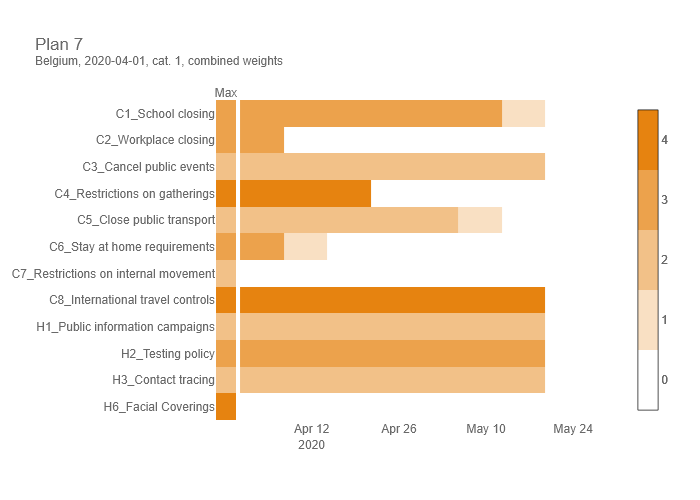 Plan 7
Belgium, 2020-04-01, cat. 1, combined weights
Max
C1_School closing
C2_Workplace closing
C3_Cancel public events
C4_Restrictions on gatherings
C5_Close public transport
C6_Stay at home requirements
C7_Restrictions on internal movement
C8_International travel controls
H1_Public information campaigns
H2_Testing policy
H3_Contact tracing
H6_Facial Coverings
4
3
2
1
0
Apr 12 Apr 26 May 10 May 24
2020